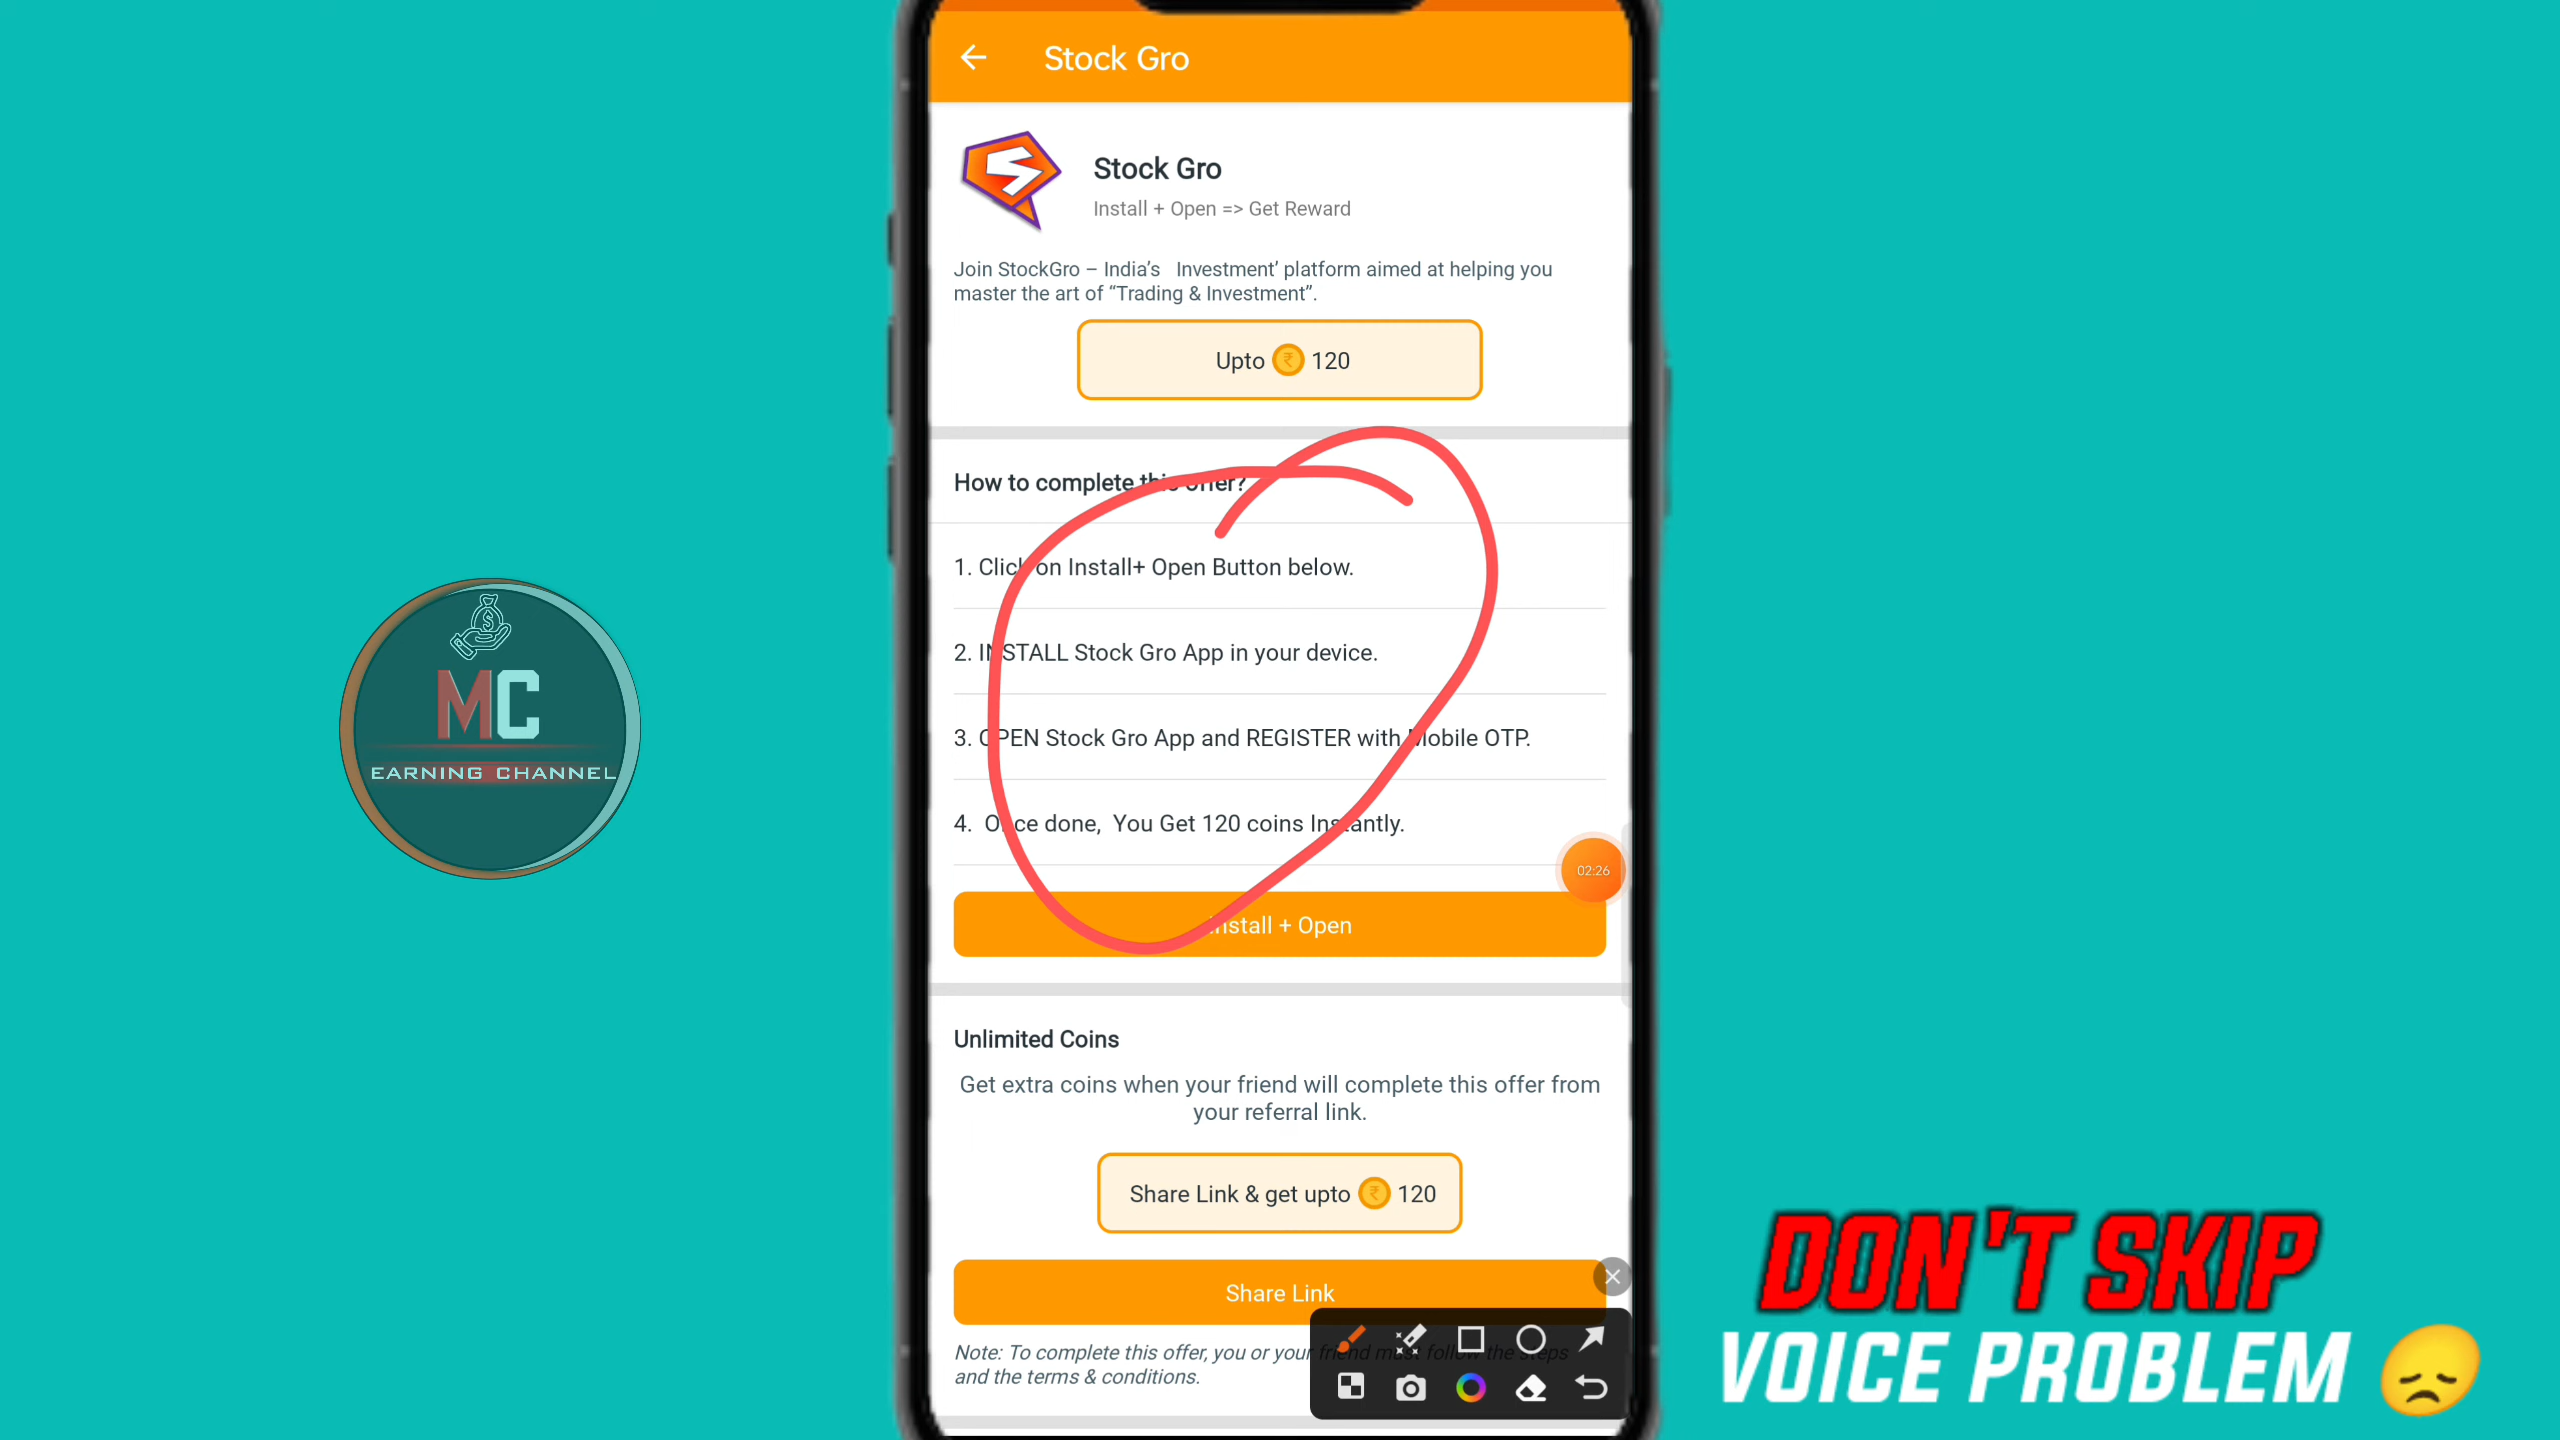 Stock Gro
Stock Gro
Install + Open => Get Reward
Join StockGro – India’s Investment’ platform aimed at helping you
master the art of “Trading & Investment”.
Upto ₹ 120
How to complete this offer?
1. Click on Install+ Open Button below.
2. INSTALL Stock Gro App in your device.
3. OPEN Stock Gro App and REGISTER with Mobile OTP.
4. Once done, You Get 120 coins Instantly.
02:26
Install + Open
Unlimited Coins
Get extra coins when your friend will complete this offer from
your referral link.
Share Link & get upto ₹ 120
Share Link
Note: To complete this offer, you or your friend must follow the steps
and the terms & conditions.
MC
EARNING CHANNEL
DON'T SKIP
VOICE PROBLEM